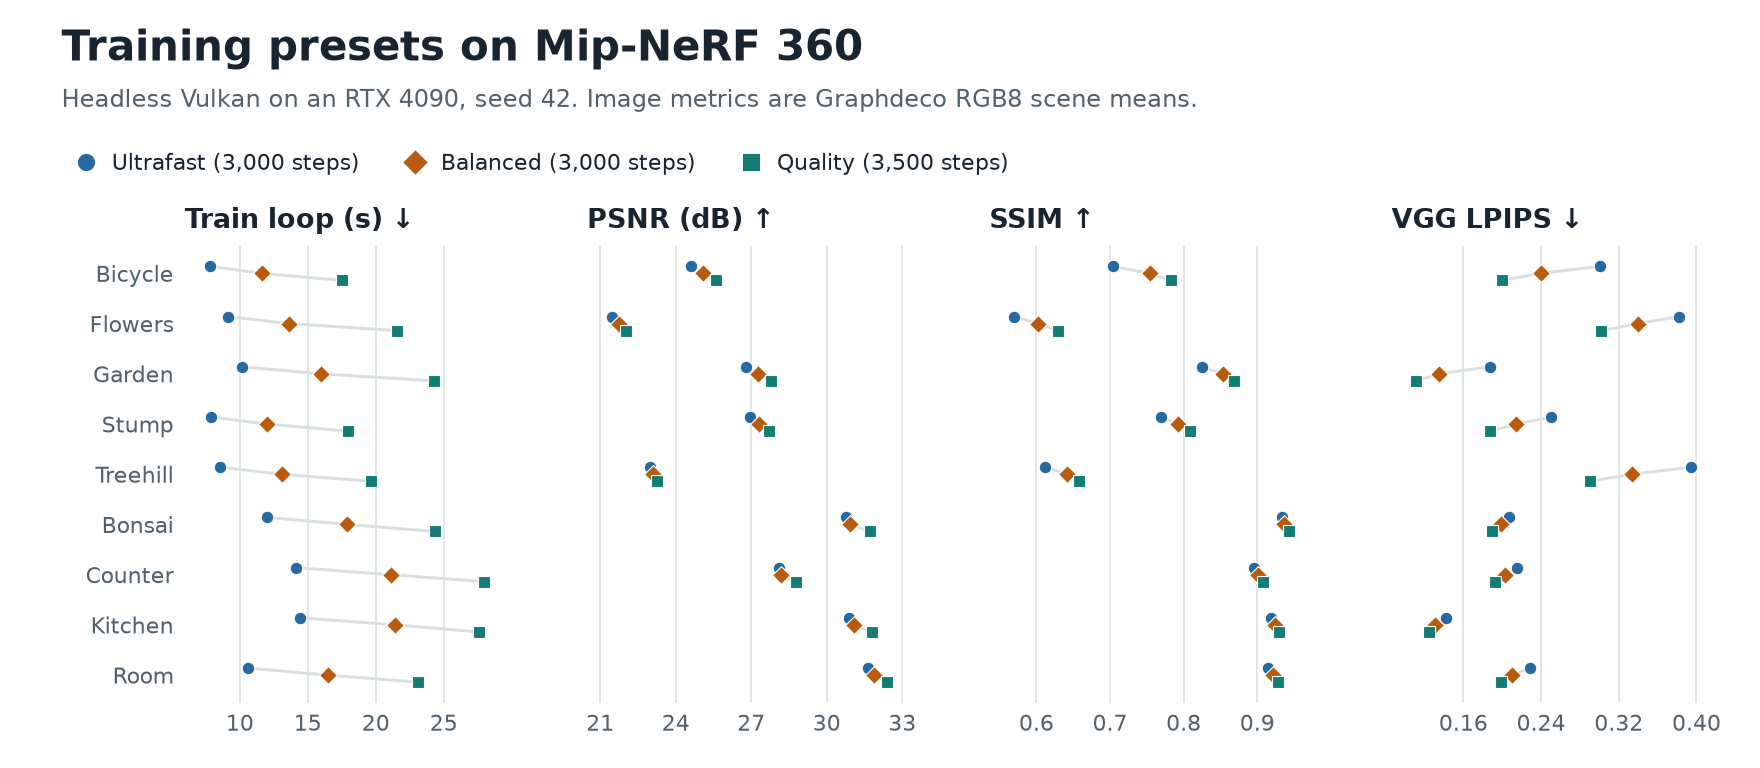 Training presets on Mip-NeRF 360
Headless Vulkan on an RTX 4090, seed 42. Image metrics are Graphdeco RGB8 scene means.
Ultrafast (3,000 steps) Balanced (3,000 steps) Quality (3,500 steps)
Train loop (s) ↓ PSNR (dB) ↑ SSIM ↑ VGG LPIPS ↓
Bicycle
Flowers
Garden
Stump
Treehill
Bonsai
Counter
Kitchen
Room
10 15 20 25 21 24 27 30 33 0.6 0.7 0.8 0.9 0.16 0.24 0.32 0.40